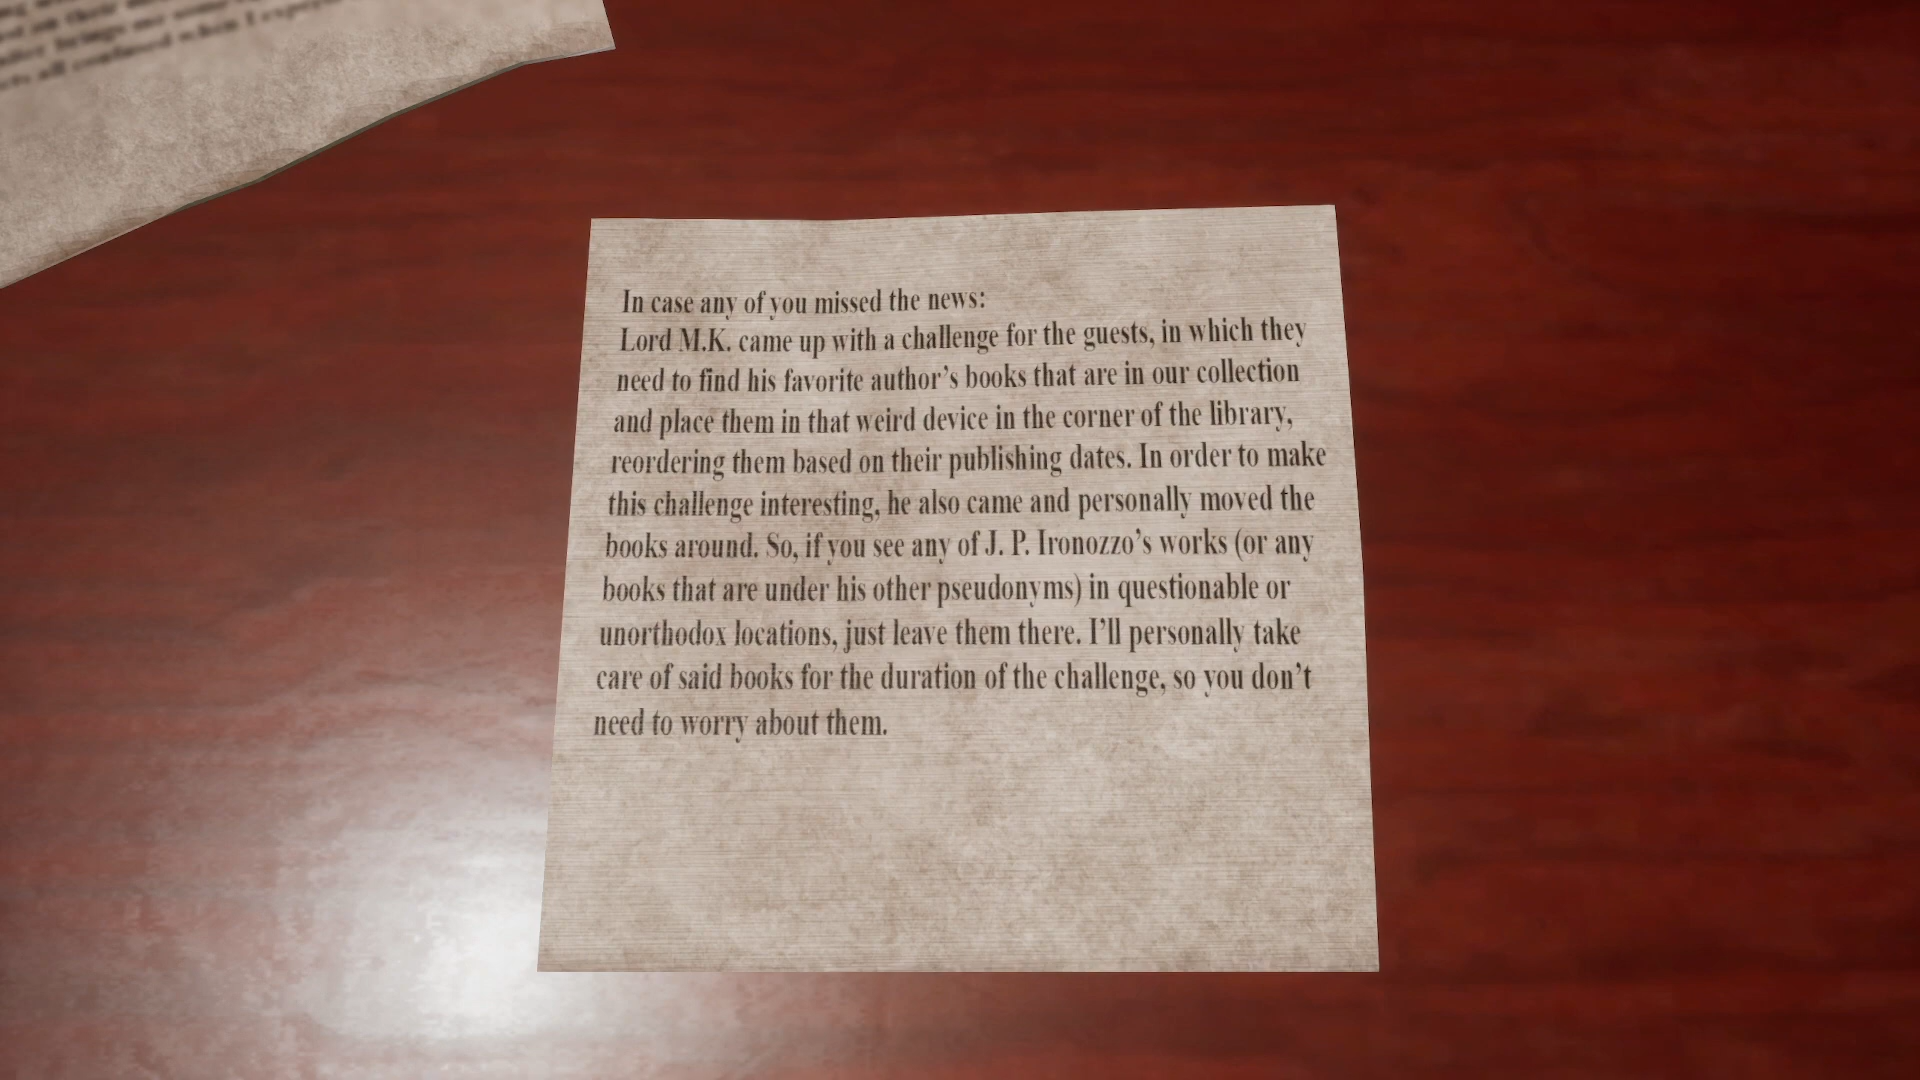 all confused when I
In case any of you missed the news:
Lord M.K. came up with a challenge for the guests, in which they
need to find his favorite author's books that are in our collection
and place them in that weird device in the corner of the library,
reordering them based on their publishing dates. In order to make
this challenge interesting, he also came and personally moved the
books around. So, if you see any of J. P. Ironozzo's works (or any
books that are under his other pseudonyms) in questionable or
unorthodox locations, just leave them there. I'll personally take
care of said books for the duration of the challenge, so you don't
need to worry about them.